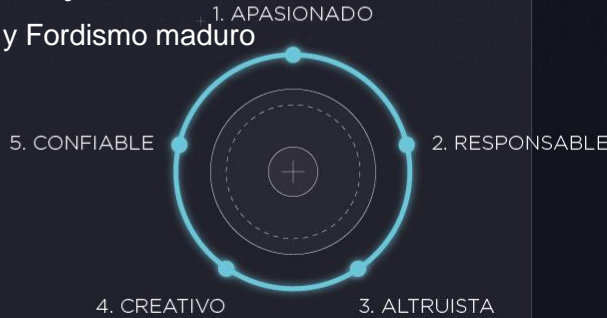 1. APASIONADO
y Fordismo maduro
5. CONFIABLE
2. RESPONSABLE
4. CREATIVO
3. ALTRUISTA